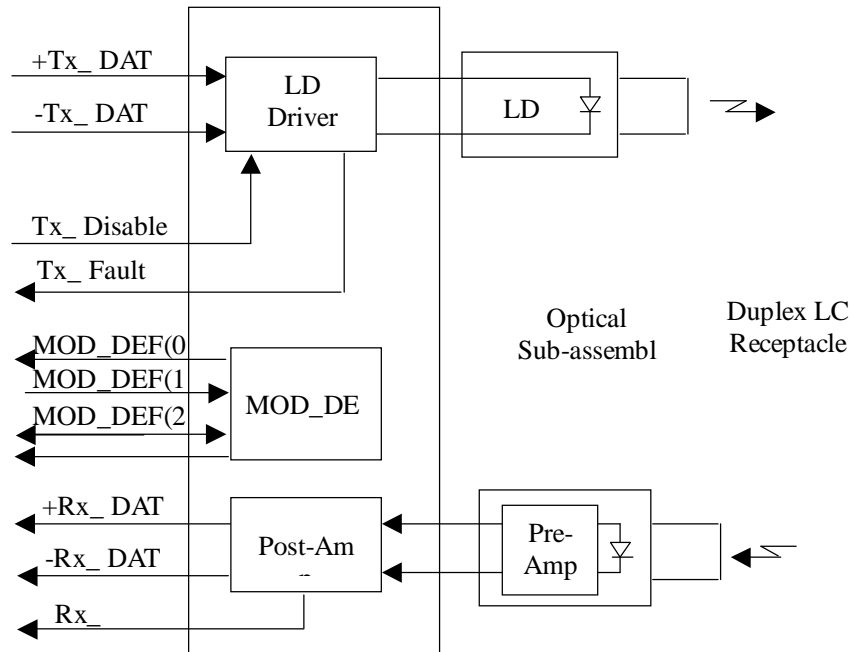 +Tx_ DAT
-Tx_ DAT
LD
Driver
LD
Tx_ Disable
Tx_ Fault
Optical
Sub-assembl
Duplex LC
Receptacle
MOD_DEF(0
MOD_DEF(1
MOD_DEF(2
MOD_DE
+Rx_ DAT
-Rx_ DAT
Rx_
Post-Am
Pre-
Amp